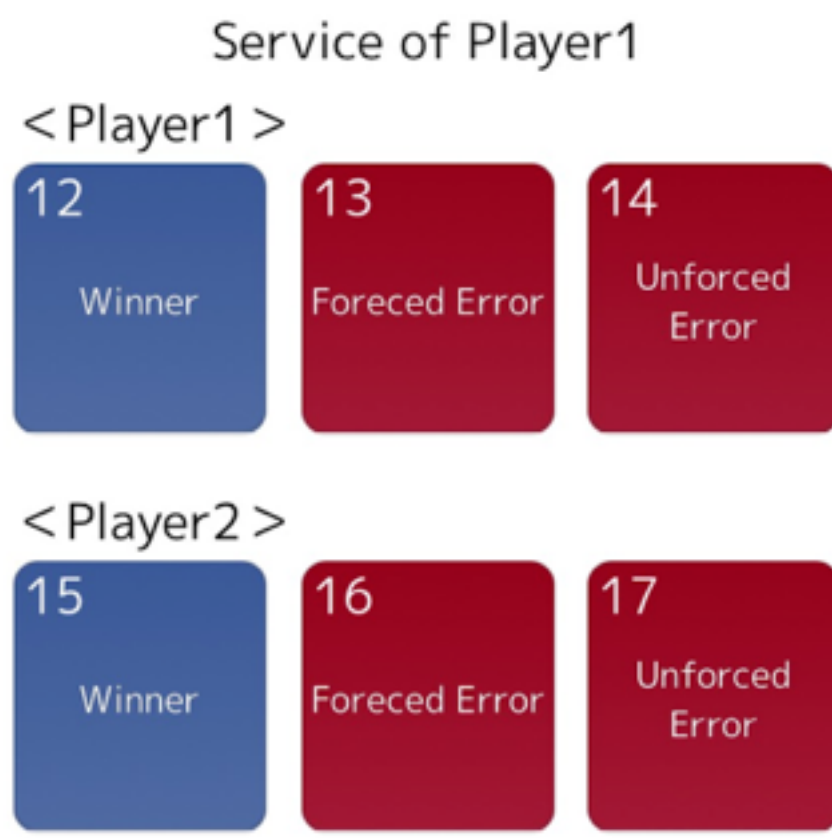 Service of Player1
<Player1>
12
Winner
13
Foreced Error
14
Unforced
Error
<Player2>
15
Winner
16
Foreced Error
17
Unforced
Error